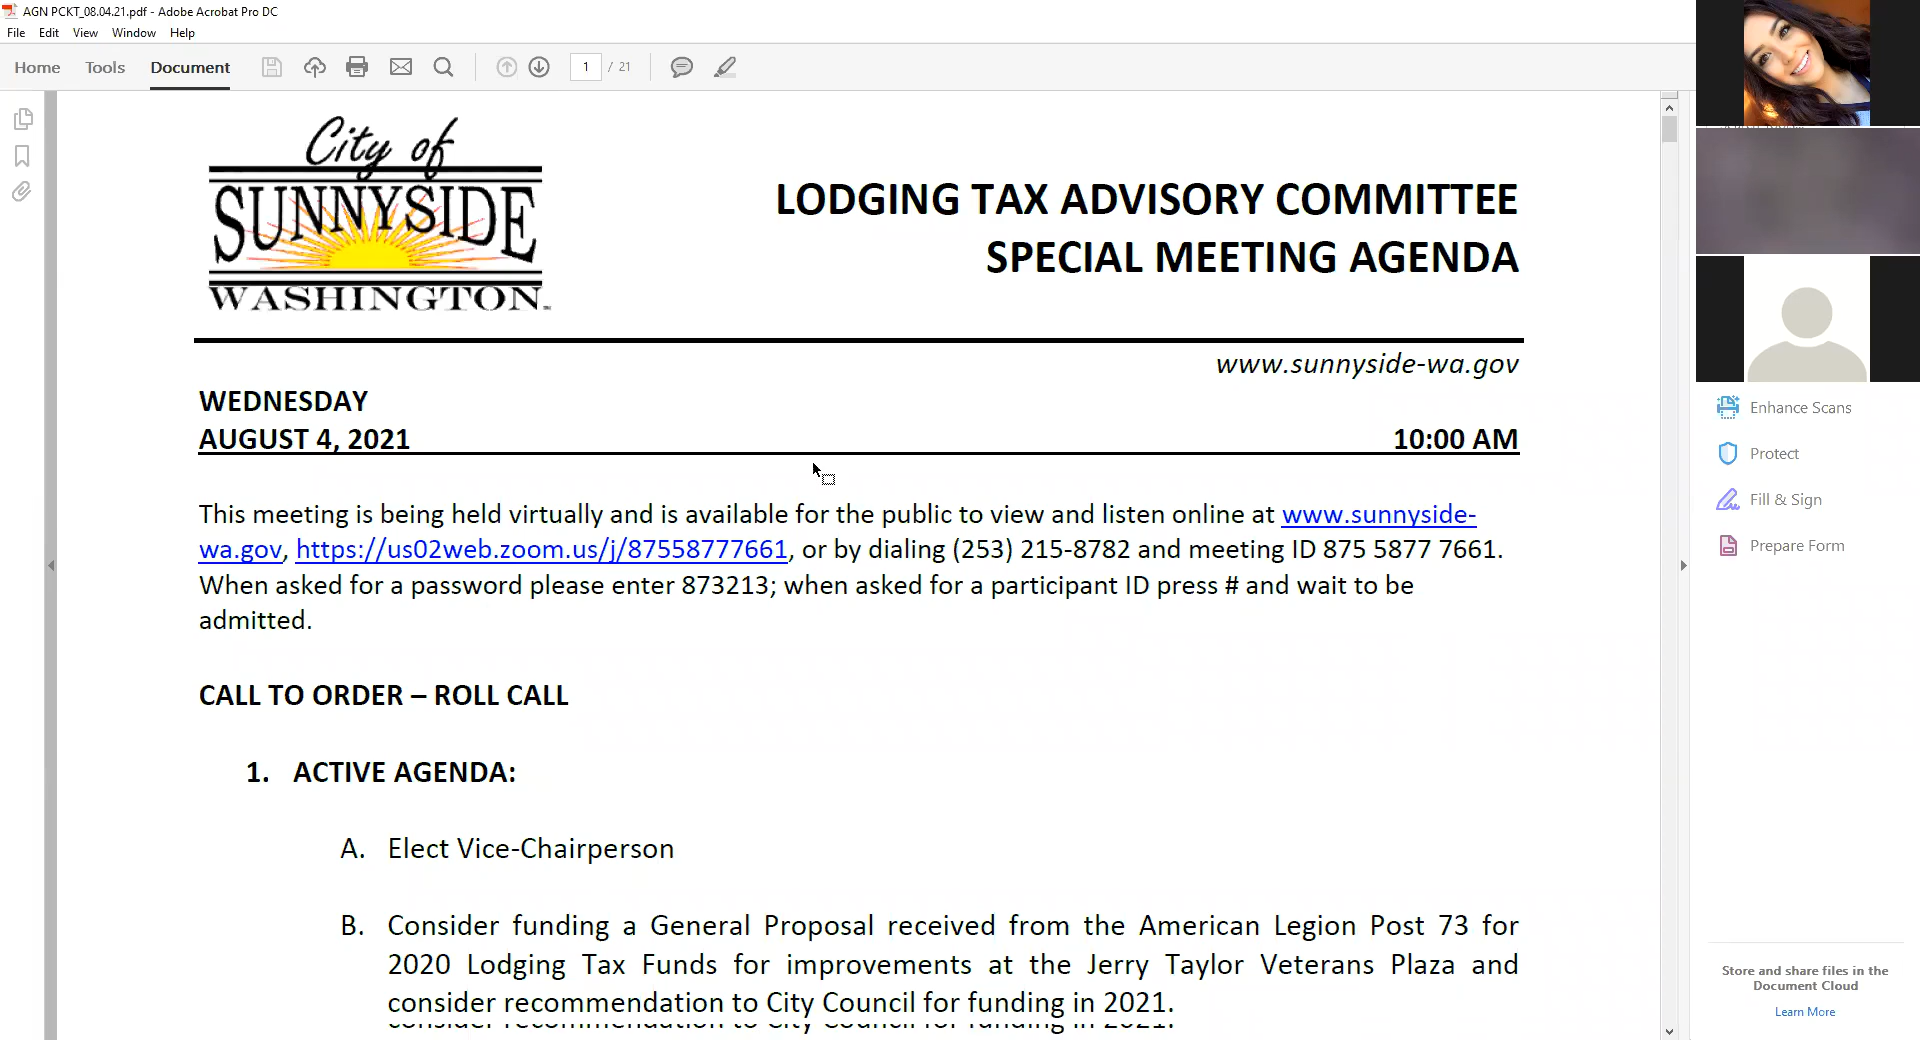 AGN PCKT_08.04.21.pdf - Adobe Acrobat Pro DC
File Edit View Window Help
Home Tools Document 1 / 21
City of
SUNNYSIDE
WASHINGTON
LODGING TAX ADVISORY COMMITTEE
SPECIAL MEETING AGENDA
www.sunnyside-wa.gov
WEDNESDAY
AUGUST 4, 2021 10:00 AM
This meeting is being held virtually and is available for the public to view and listen online at www.sunnyside-
wa.gov, https://us02web.zoom.us/j/87558777661, or by dialing (253) 215-8782 and meeting ID 875 5877 7661.
When asked for a password please enter 873213; when asked for a participant ID press # and wait to be
admitted.
CALL TO ORDER – ROLL CALL
1. ACTIVE AGENDA:
A. Elect Vice-Chairperson
B. Consider funding a General Proposal received from the American Legion Post 73 for
2020 Lodging Tax Funds for improvements at the Jerry Taylor Veterans Plaza and
consider recommendation to City Council for funding in 2021.
Enhance Scans
Protect
Fill & Sign
Prepare Form
Store and share files in the
Document Cloud
Learn More